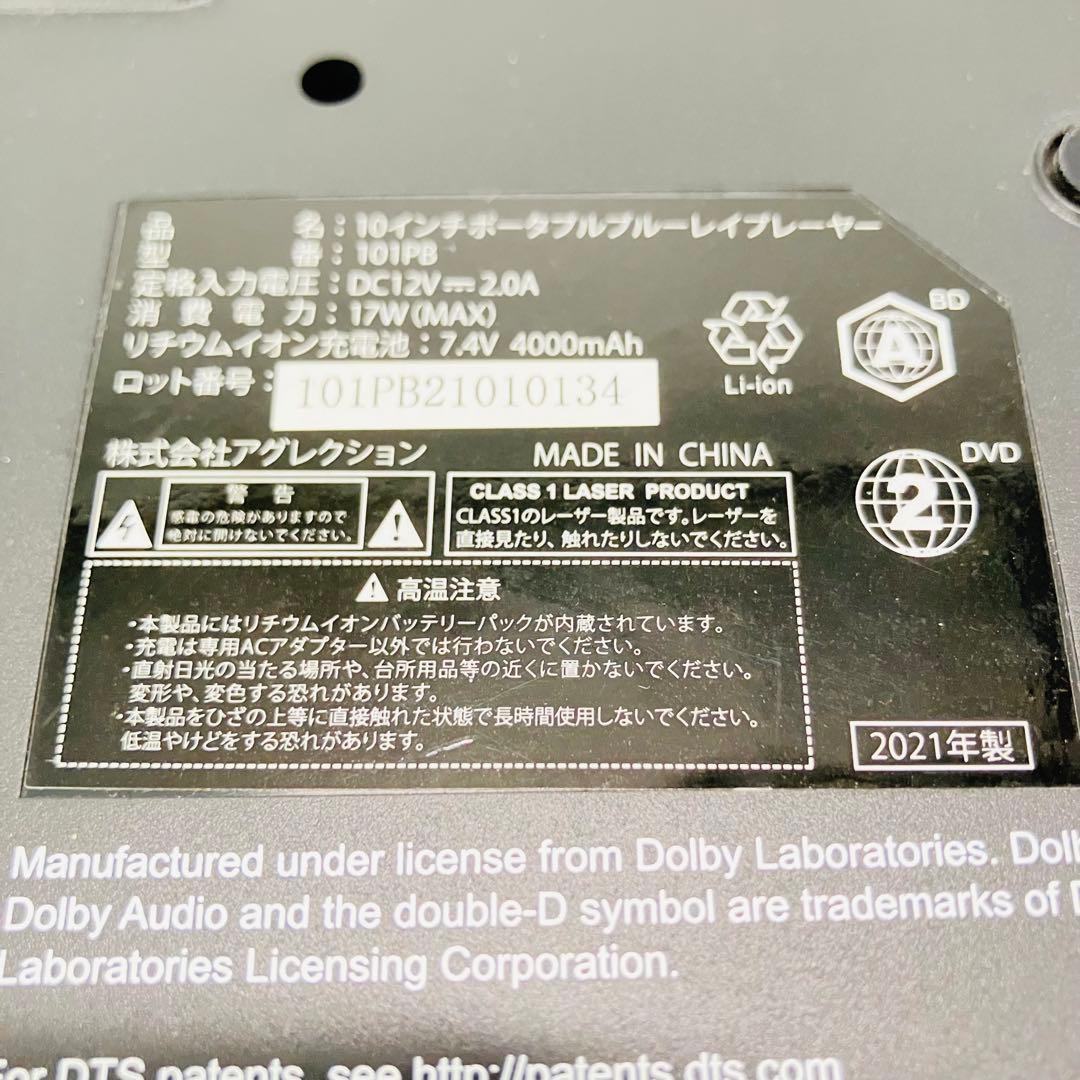 品名：10インチポータブルブルーレイプレーヤー
型番：101PB
定格入力電圧：DC12V⎓2.0A
消費電力：17W(MAX)
リチウムイオン充電池：7.4V 4000mAh
ロット番号：101PB21010134
Li-ion
A BD
株式会社アグレクション MADE IN CHINA
2 DVD
警告
感電の危険がありますので
絶対に開けないでください。
CLASS 1 LASER PRODUCT
CLASS1のレーザー製品です。レーザーを
直接見たり、触れたりしないでください。
高温注意
・本製品にはリチウムイオンバッテリーパックが内蔵されています。
・充電は専用ACアダプター以外では行わないでください。
・直射日光の当たる場所や、台所用品等の近くに置かないでください。
変形や、変色する恐れがあります。
・本製品をひざの上等に直接触れた状態で長時間使用しないでください。
低温やけどをする恐れがあります。
2021年製
Manufactured under license from Dolby Laboratories. Dolb
Dolby Audio and the double-D symbol are trademarks of D
Laboratories Licensing Corporation.
For DTS patents, see http://patents.dts.com